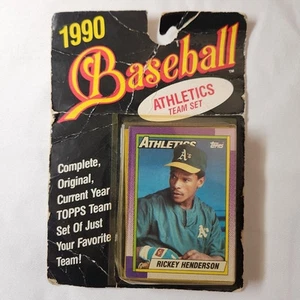 1990
Baseball
TM
ATHLETICS
TEAM SET
Complete,
Original,
Current Year
TOPPS Team
Set Of Just
Your Favorite
Team!
ATHLETICS
Topps
A's
RICKEY HENDERSON